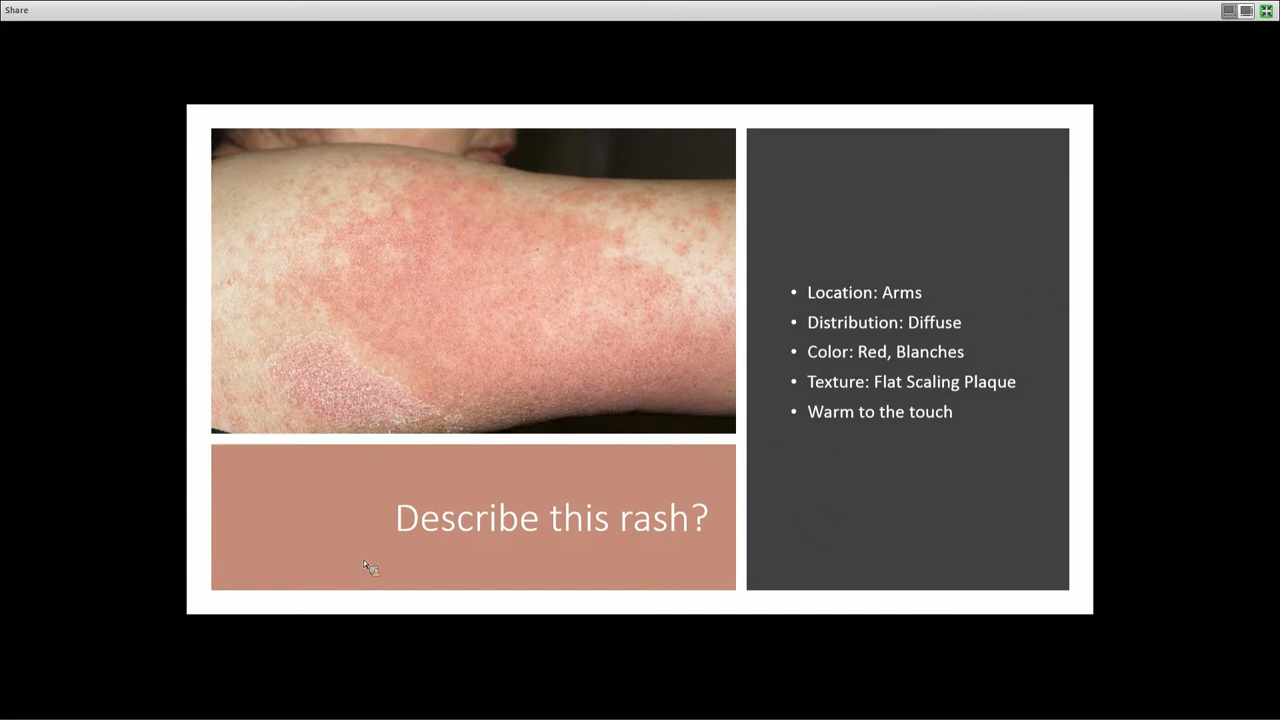 Share
Describe this rash?
• Location: Arms
• Distribution: Diffuse
• Color: Red, Blanches
• Texture: Flat Scaling Plaque
• Warm to the touch